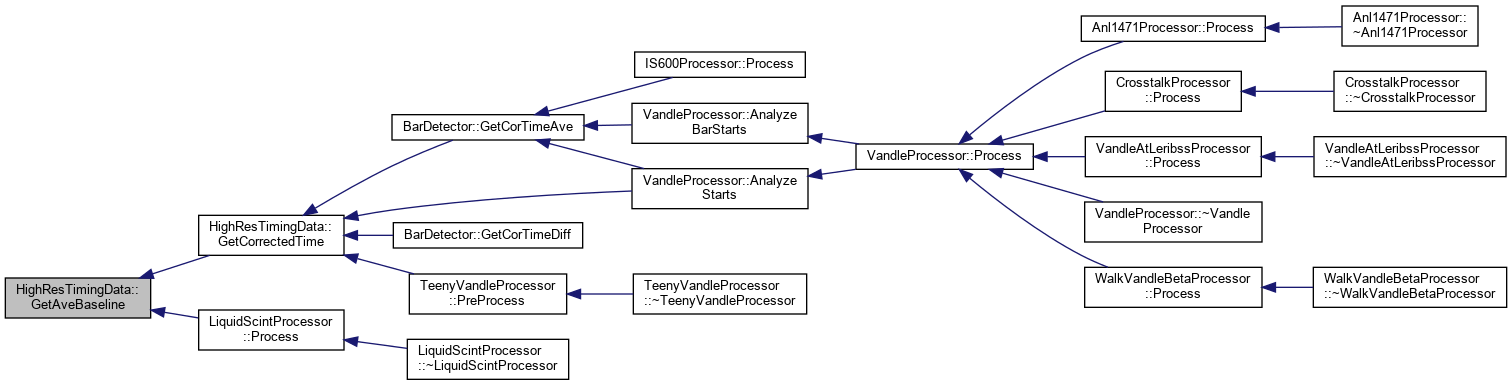 HighResTimingData::
GetAveBaseline
HighResTimingData::
GetCorrectedTime
BarDetector::GetCorTimeAve
IS600Processor::Process
VandleProcessor::Analyze
BarStarts
VandleProcessor::Process
Anl1471Processor::Process
Anl1471Processor::
~Anl1471Processor
CrosstalkProcessor
::Process
CrosstalkProcessor
::~CrosstalkProcessor
VandleAtLeribssProcessor
::Process
VandleAtLeribssProcessor
::~VandleAtLeribssProcessor
VandleProcessor::~Vandle
Processor
WalkVandleBetaProcessor
::Process
WalkVandleBetaProcessor
::~WalkVandleBetaProcessor
VandleProcessor::Analyze
Starts
BarDetector::GetCorTimeDiff
TeenyVandleProcessor
::PreProcess
TeenyVandleProcessor
::~TeenyVandleProcessor
LiquidScintProcessor
::Process
LiquidScintProcessor
::~LiquidScintProcessor